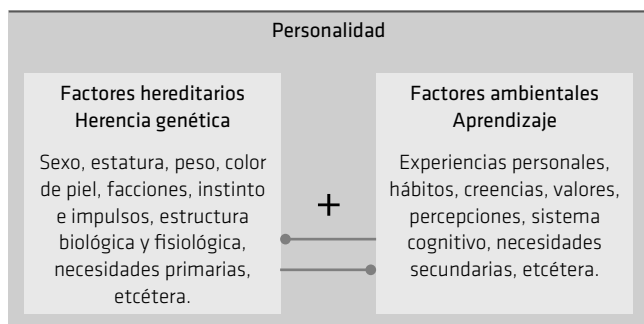 Personalidad
Factores hereditarios
Herencia genética
Sexo, estatura, peso, color
de piel, facciones, instinto
e impulsos, estructura
biológica y fisiológica,
necesidades primarias,
etcétera.
+
Factores ambientales
Aprendizaje
Experiencias personales,
hábitos, creencias, valores,
percepciones, sistema
cognitivo, necesidades
secundarias, etcétera.